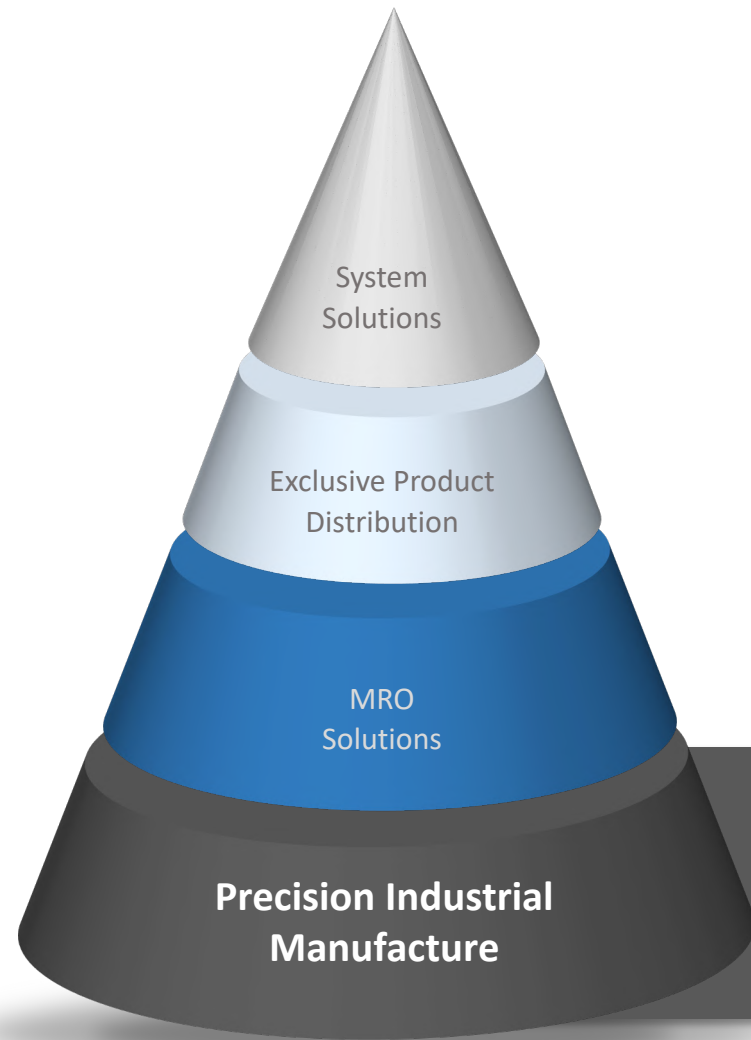 System
Solutions
Exclusive Product
Distribution
MRO
Solutions
Precision Industrial
Manufacture